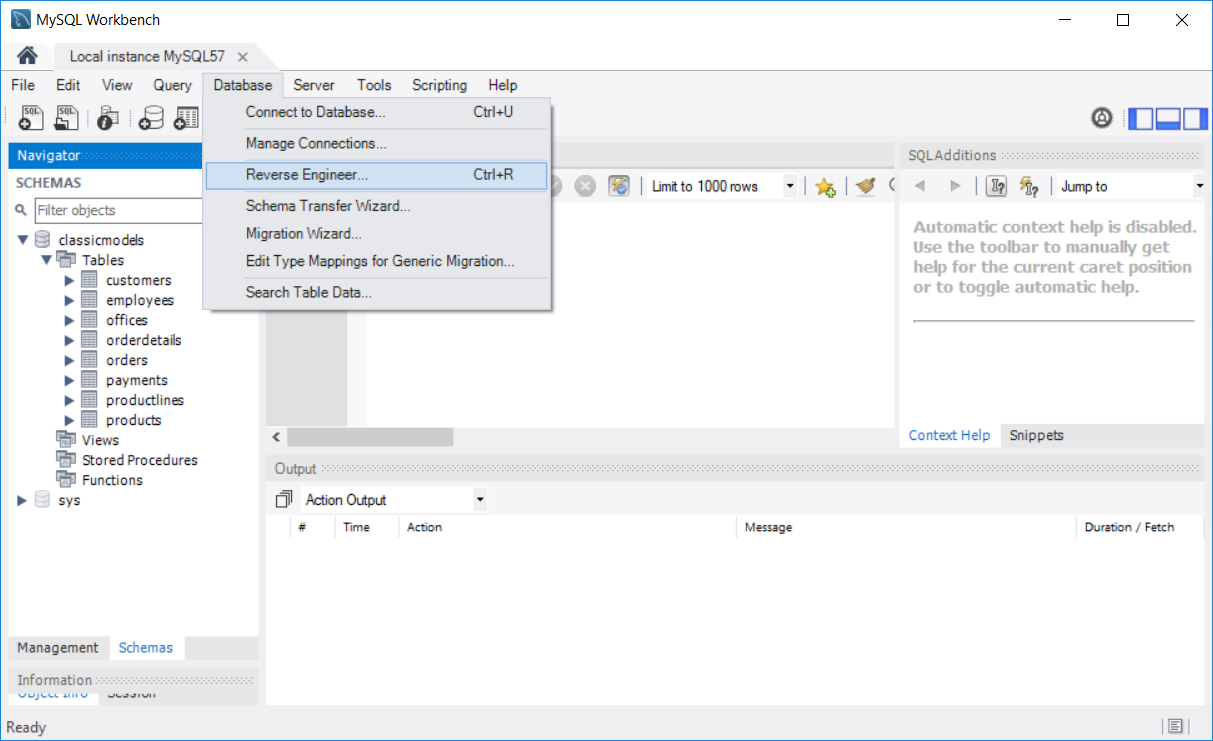 MySQL Workbench
Local instance MySQL57
File Edit View Query Database Server Tools Scripting Help
Connect to Database... Ctrl+U
Manage Connections...
Reverse Engineer... Ctrl+R
Schema Transfer Wizard...
Migration Wizard...
Edit Type Mappings for Generic Migration...
Search Table Data...
SQL SQL
Navigator
SCHEMAS
Filter objects
classicmodels
Tables
customers
employees
offices
orderdetails
orders
payments
productlines
products
Views
Stored Procedures
Functions
sys
Management Schemas
Information
Object Info Session
Limit to 1000 rows
SQLAdditions
Jump to
Automatic context help is disabled.
Use the toolbar to manually get
help for the current caret position
or to toggle automatic help.
Context Help Snippets
Output
Action Output
# Time Action Message Duration / Fetch
Ready